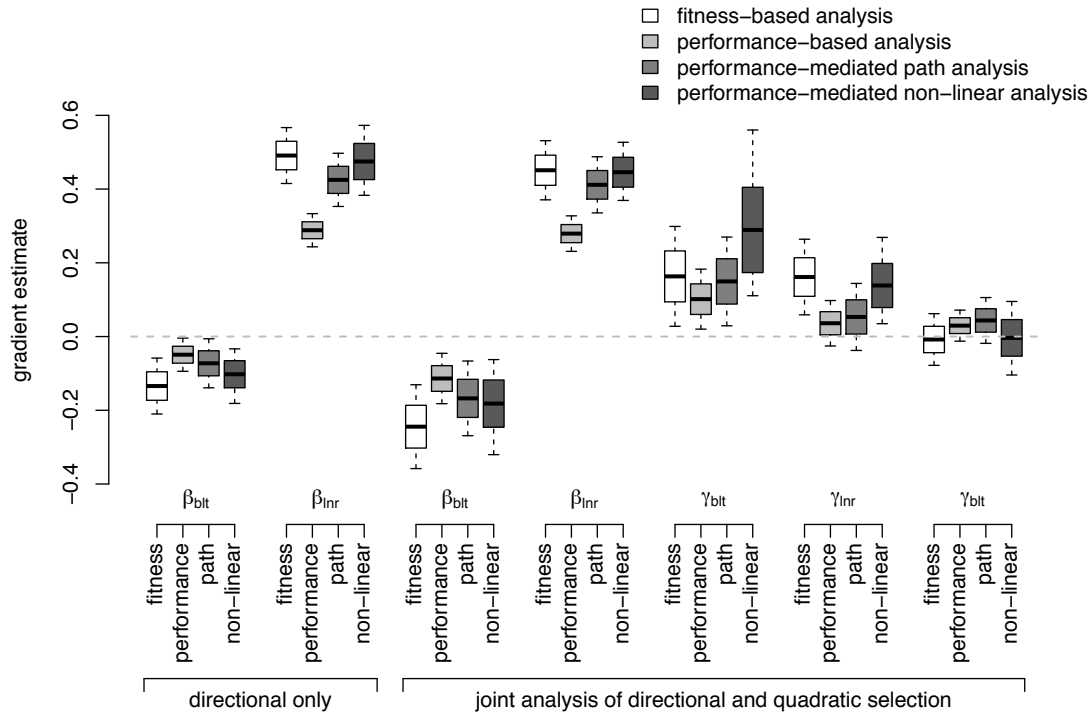 fitness−based analysis
performance−based analysis
performance−mediated path analysis
performance−mediated non−linear analysis
gradient estimate
0.6
0.4
0.2
0.0
−0.2
−0.4
βblt βlnr βblt βlnr γblt γlnr γblt
fitness performance path non−linear fitness performance path non−linear fitness performance path non−linear fitness performance path non−linear fitness performance path non−linear fitness performance path non−linear fitness performance path non−linear
directional only joint analysis of directional and quadratic selection